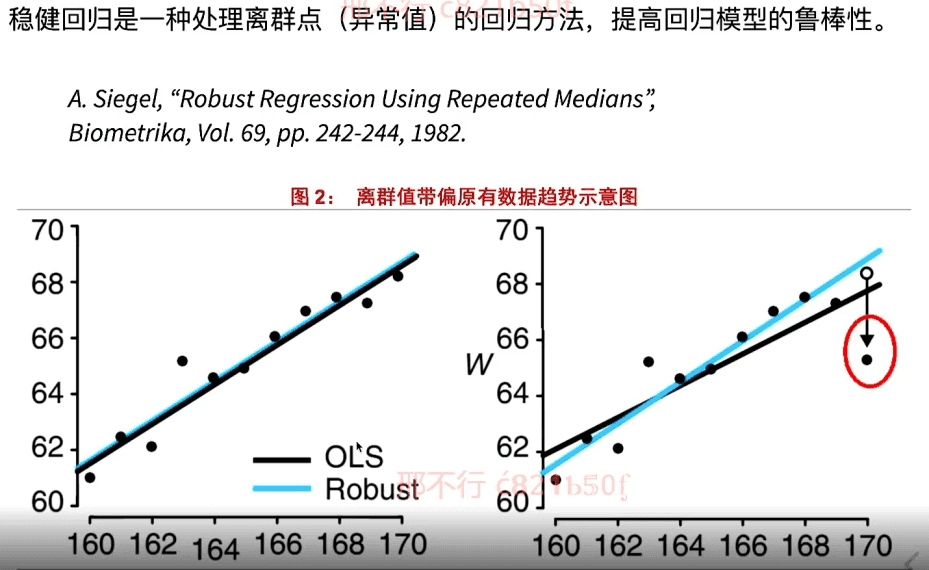 稳健回归是一种处理离群点（异常值）的回归方法，提高回归模型的鲁棒性。
A. Siegel, “Robust Regression Using Repeated Medians”,
Biometrika, Vol. 69, pp. 242-244, 1982.
图 2： 离群值带偏原有数据趋势示意图
70
68
66
64
62
60
160 162 164 166 168 170
OLS
Robust
70
68
66
64
62
60
W
160 162 164 166 168 170
耶不行 c821b50f